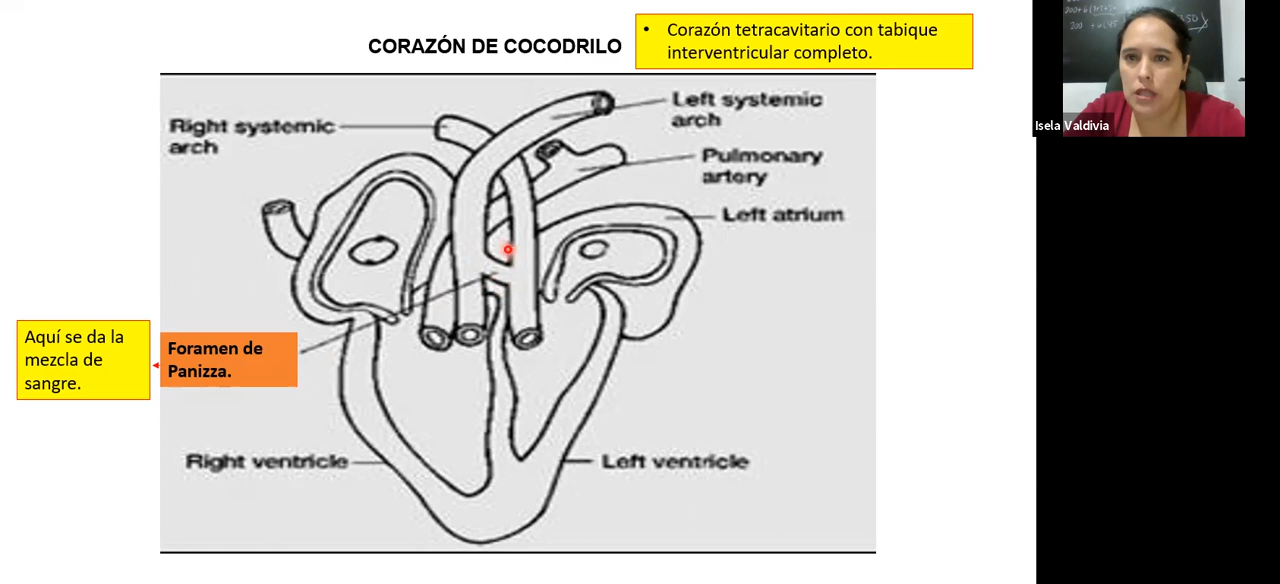 CORAZÓN DE COCODRILO
• Corazón tetracavitario con tabique
interventricular completo.
Right systemic
arch
Left systemic
arch
Pulmonary
artery
Left atrium
Aquí se da la
mezcla de
sangre.
Foramen de
Panizza.
Right ventricle
Left ventricle
Isela Valdivia